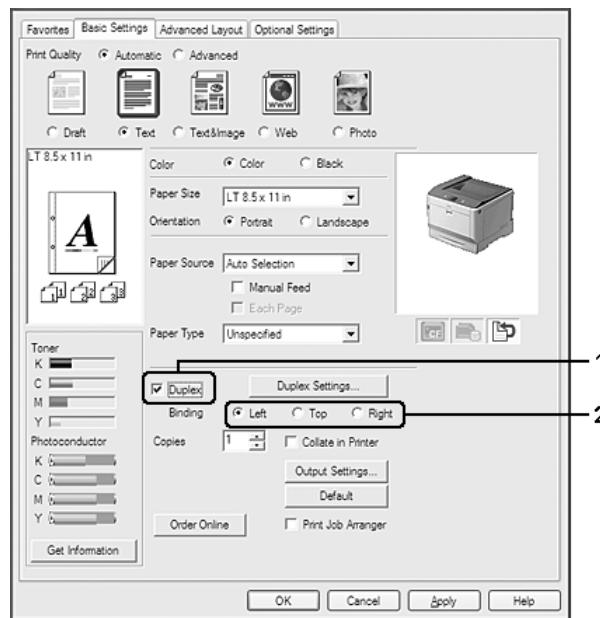 Favorites Basic Settings Advanced Layout Optional Settings
Print Quality Automatic Advanced
WWW
Draft Text Text&Image Web Photo
LT 8.5 x 11 in
Color Color Black
Paper Size LT 8.5 x 11 in
Orientation Portrait Landscape
A
Paper Source Auto Selection
Manual Feed
Each Page
Paper Type Unspecified
Toner
K
C
M
Y
Duplex Duplex Settings...
1
Binding Left Top Right
2
Photoconductor
Copies 1 Collate in Printer
K
C
M
Y
Output Settings...
Default
Order Online Print Job Arranger
Get Information
OK Cancel Apply Help